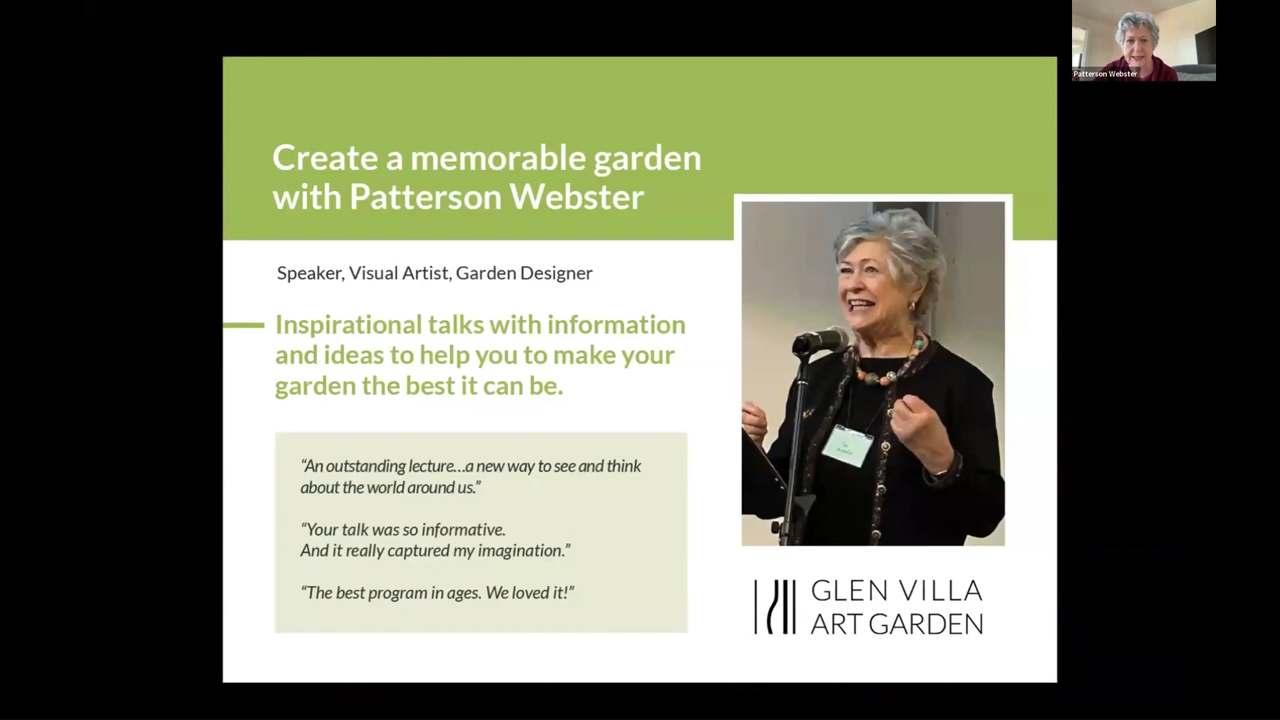 Patterson Webster
Create a memorable garden
with Patterson Webster
Speaker, Visual Artist, Garden Designer
Inspirational talks with information
and ideas to help you to make your
garden the best it can be.
“An outstanding lecture...a new way to see and think
about the world around us.”
“Your talk was so informative.
And it really captured my imagination.”
“The best program in ages. We loved it!”
GLEN VILLA
ART GARDEN